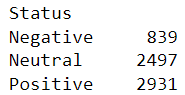 Status
Negative 839
Neutral 2497
Positive 2931